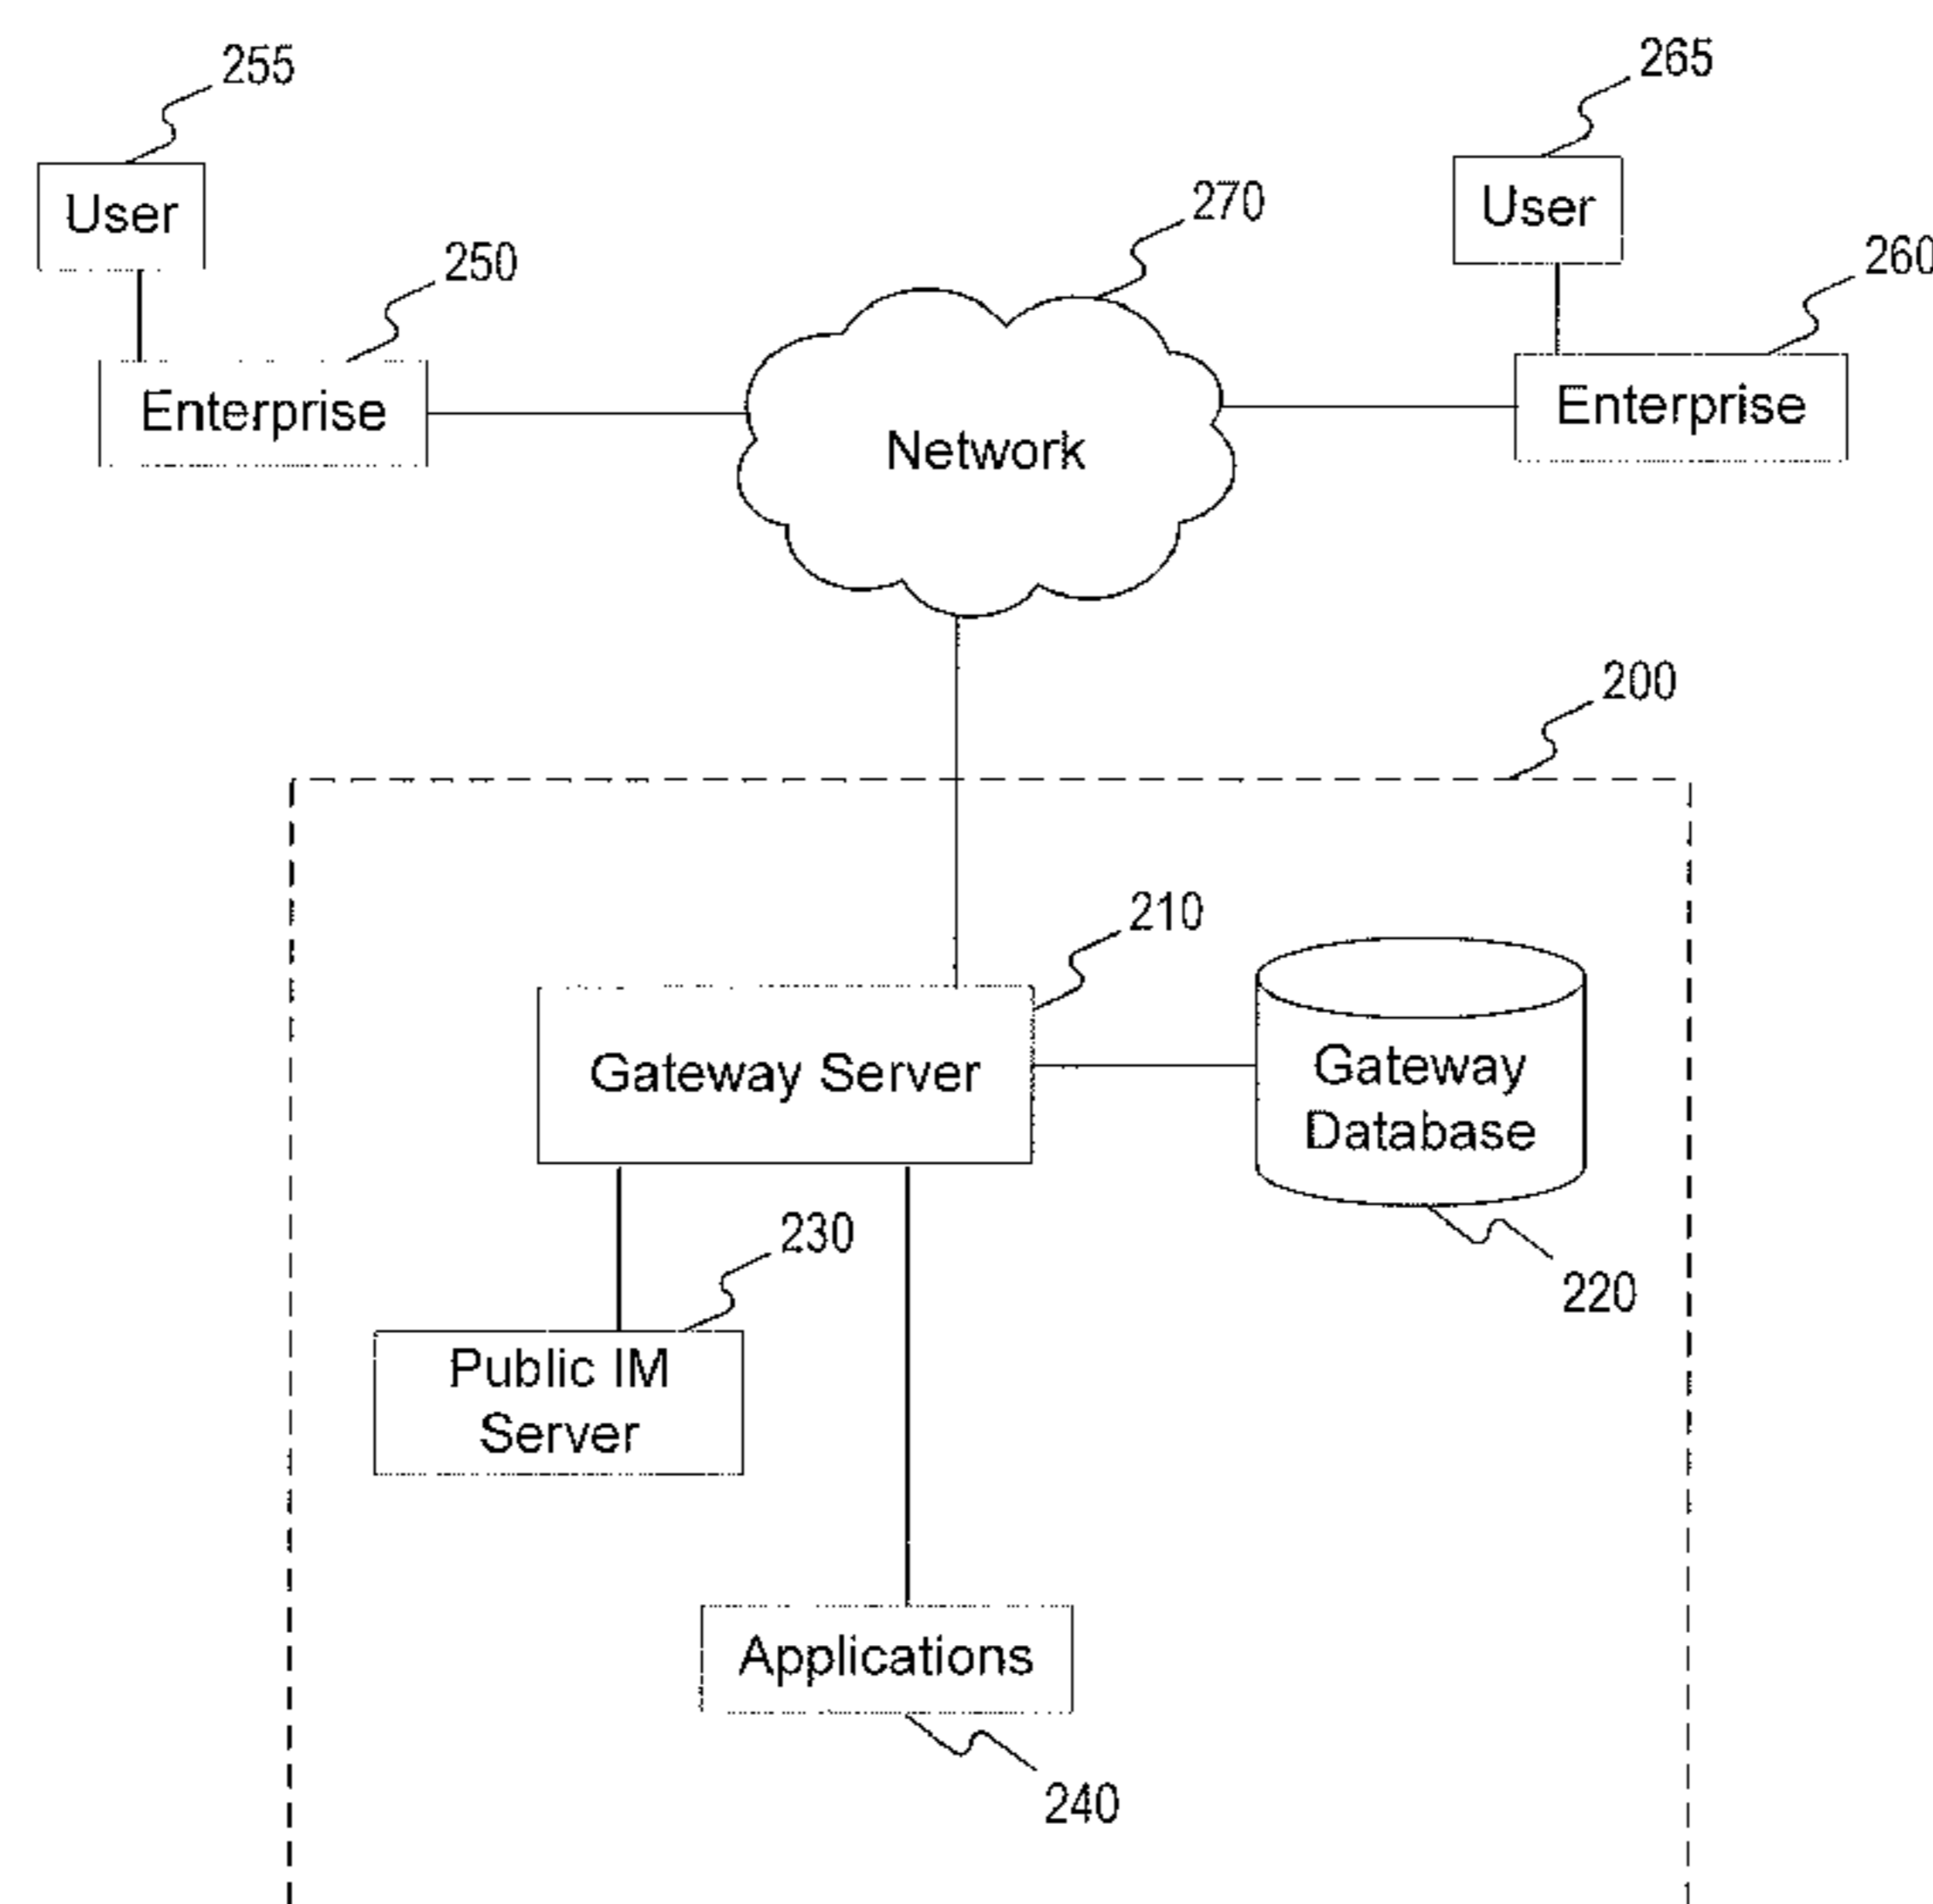 255
265
User
270
User
250
260
Enterprise
Enterprise
Network
200
210
Gateway Server
Gateway
Database
230
220
Public IM
Server
Applications
240